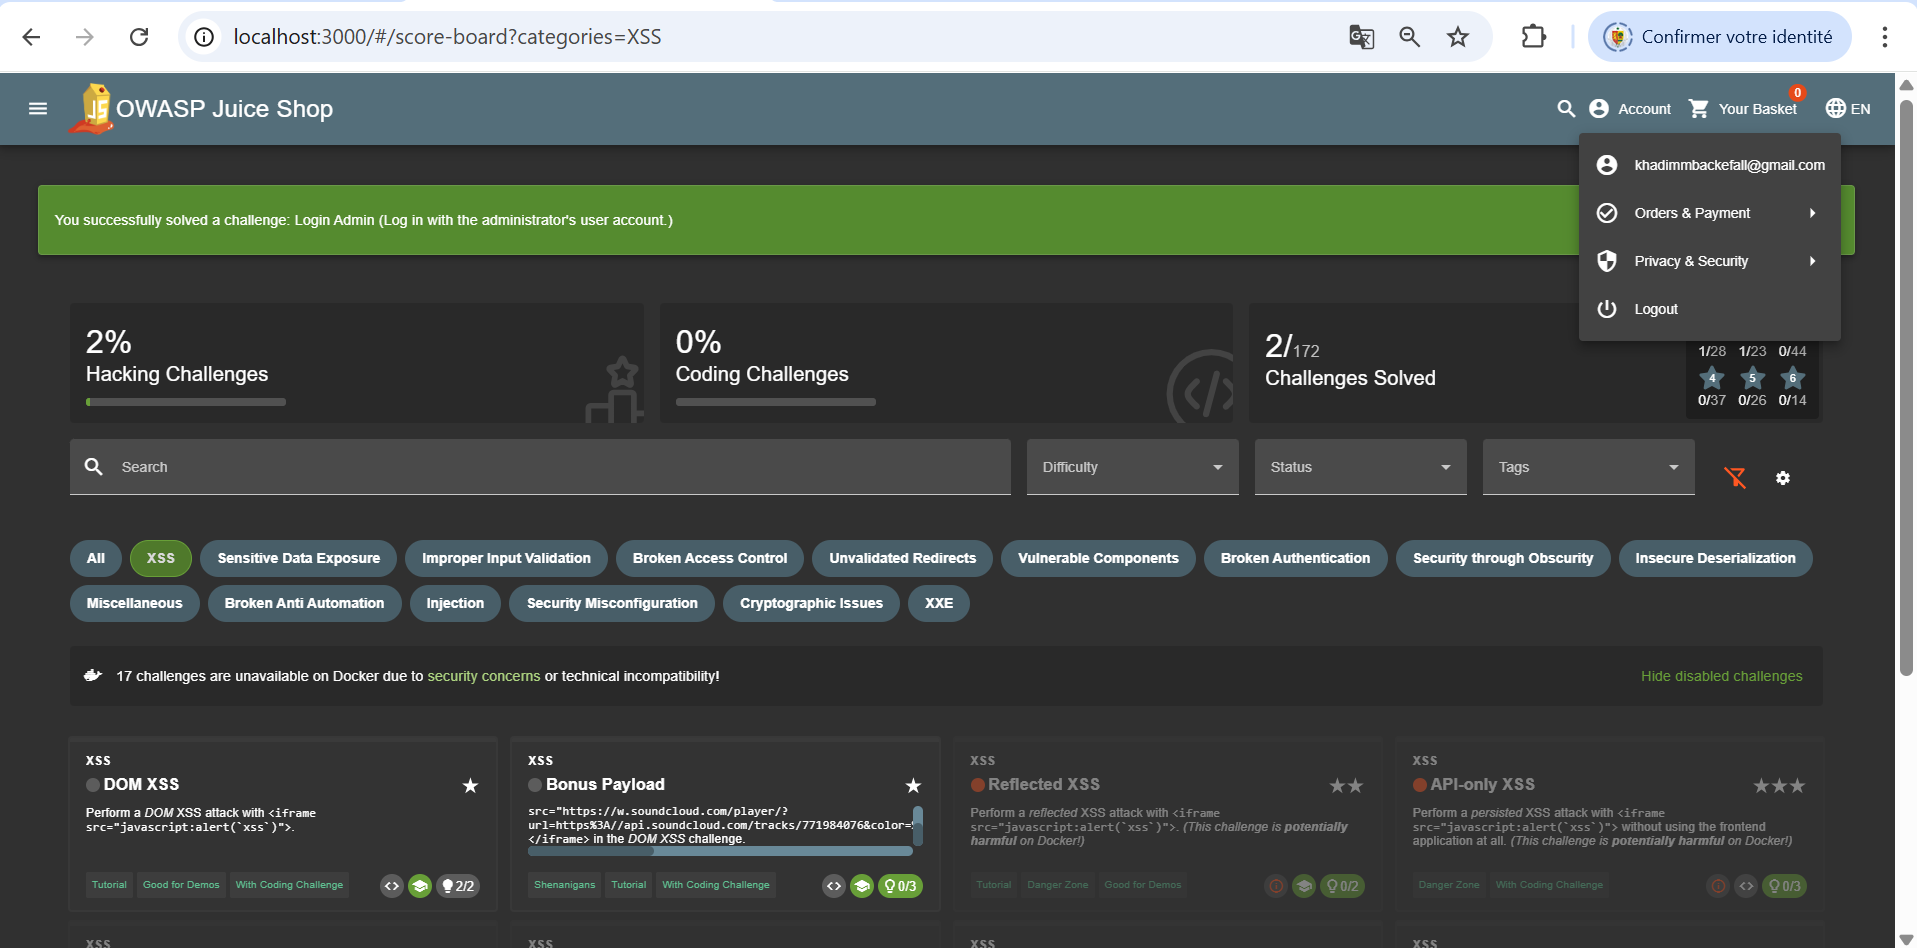 localhost:3000/#/score-board?categories=XSS
Confirmer votre identité
OWASP Juice Shop
Account
Your Basket
0
EN
khadimmbackefall@gmail.com
Orders & Payment
Privacy & Security
Logout
You successfully solved a challenge: Login Admin (Log in with the administrator's user account.)
2%
Hacking Challenges
0%
Coding Challenges
2/172
Challenges Solved
1/28 1/23 0/44
4 5 6
0/37 0/26 0/14
Search
Difficulty
Status
Tags
All
XSS
Sensitive Data Exposure
Improper Input Validation
Broken Access Control
Unvalidated Redirects
Vulnerable Components
Broken Authentication
Security through Obscurity
Insecure Deserialization
Miscellaneous
Broken Anti Automation
Injection
Security Misconfiguration
Cryptographic Issues
XXE
17 challenges are unavailable on Docker due to security concerns or technical incompatibility!
Hide disabled challenges
XSS
DOM XSS
Perform a DOM XSS attack with <iframe
src="javascript:alert(`xss`)">.
Tutorial
Good for Demos
With Coding Challenge
2/2
XSS
Bonus Payload
src="https://w.soundcloud.com/player/?
url=https%3A//api.soundcloud.com/tracks/771984076&color=
</iframe> in the DOM XSS challenge.
Shenanigans
Tutorial
With Coding Challenge
0/3
XSS
Reflected XSS
Perform a reflected XSS attack with <iframe
src="javascript:alert(`xss`)">. (This challenge is potentially
harmful on Docker!)
Tutorial
Danger Zone
Good for Demos
0/2
XSS
API-only XSS
Perform a persisted XSS attack with <iframe
src="javascript:alert(`xss`)"> without using the frontend
application at all. (This challenge is potentially harmful on Docker!)
Danger Zone
With Coding Challenge
0/3
XSS
XSS
XSS
XSS